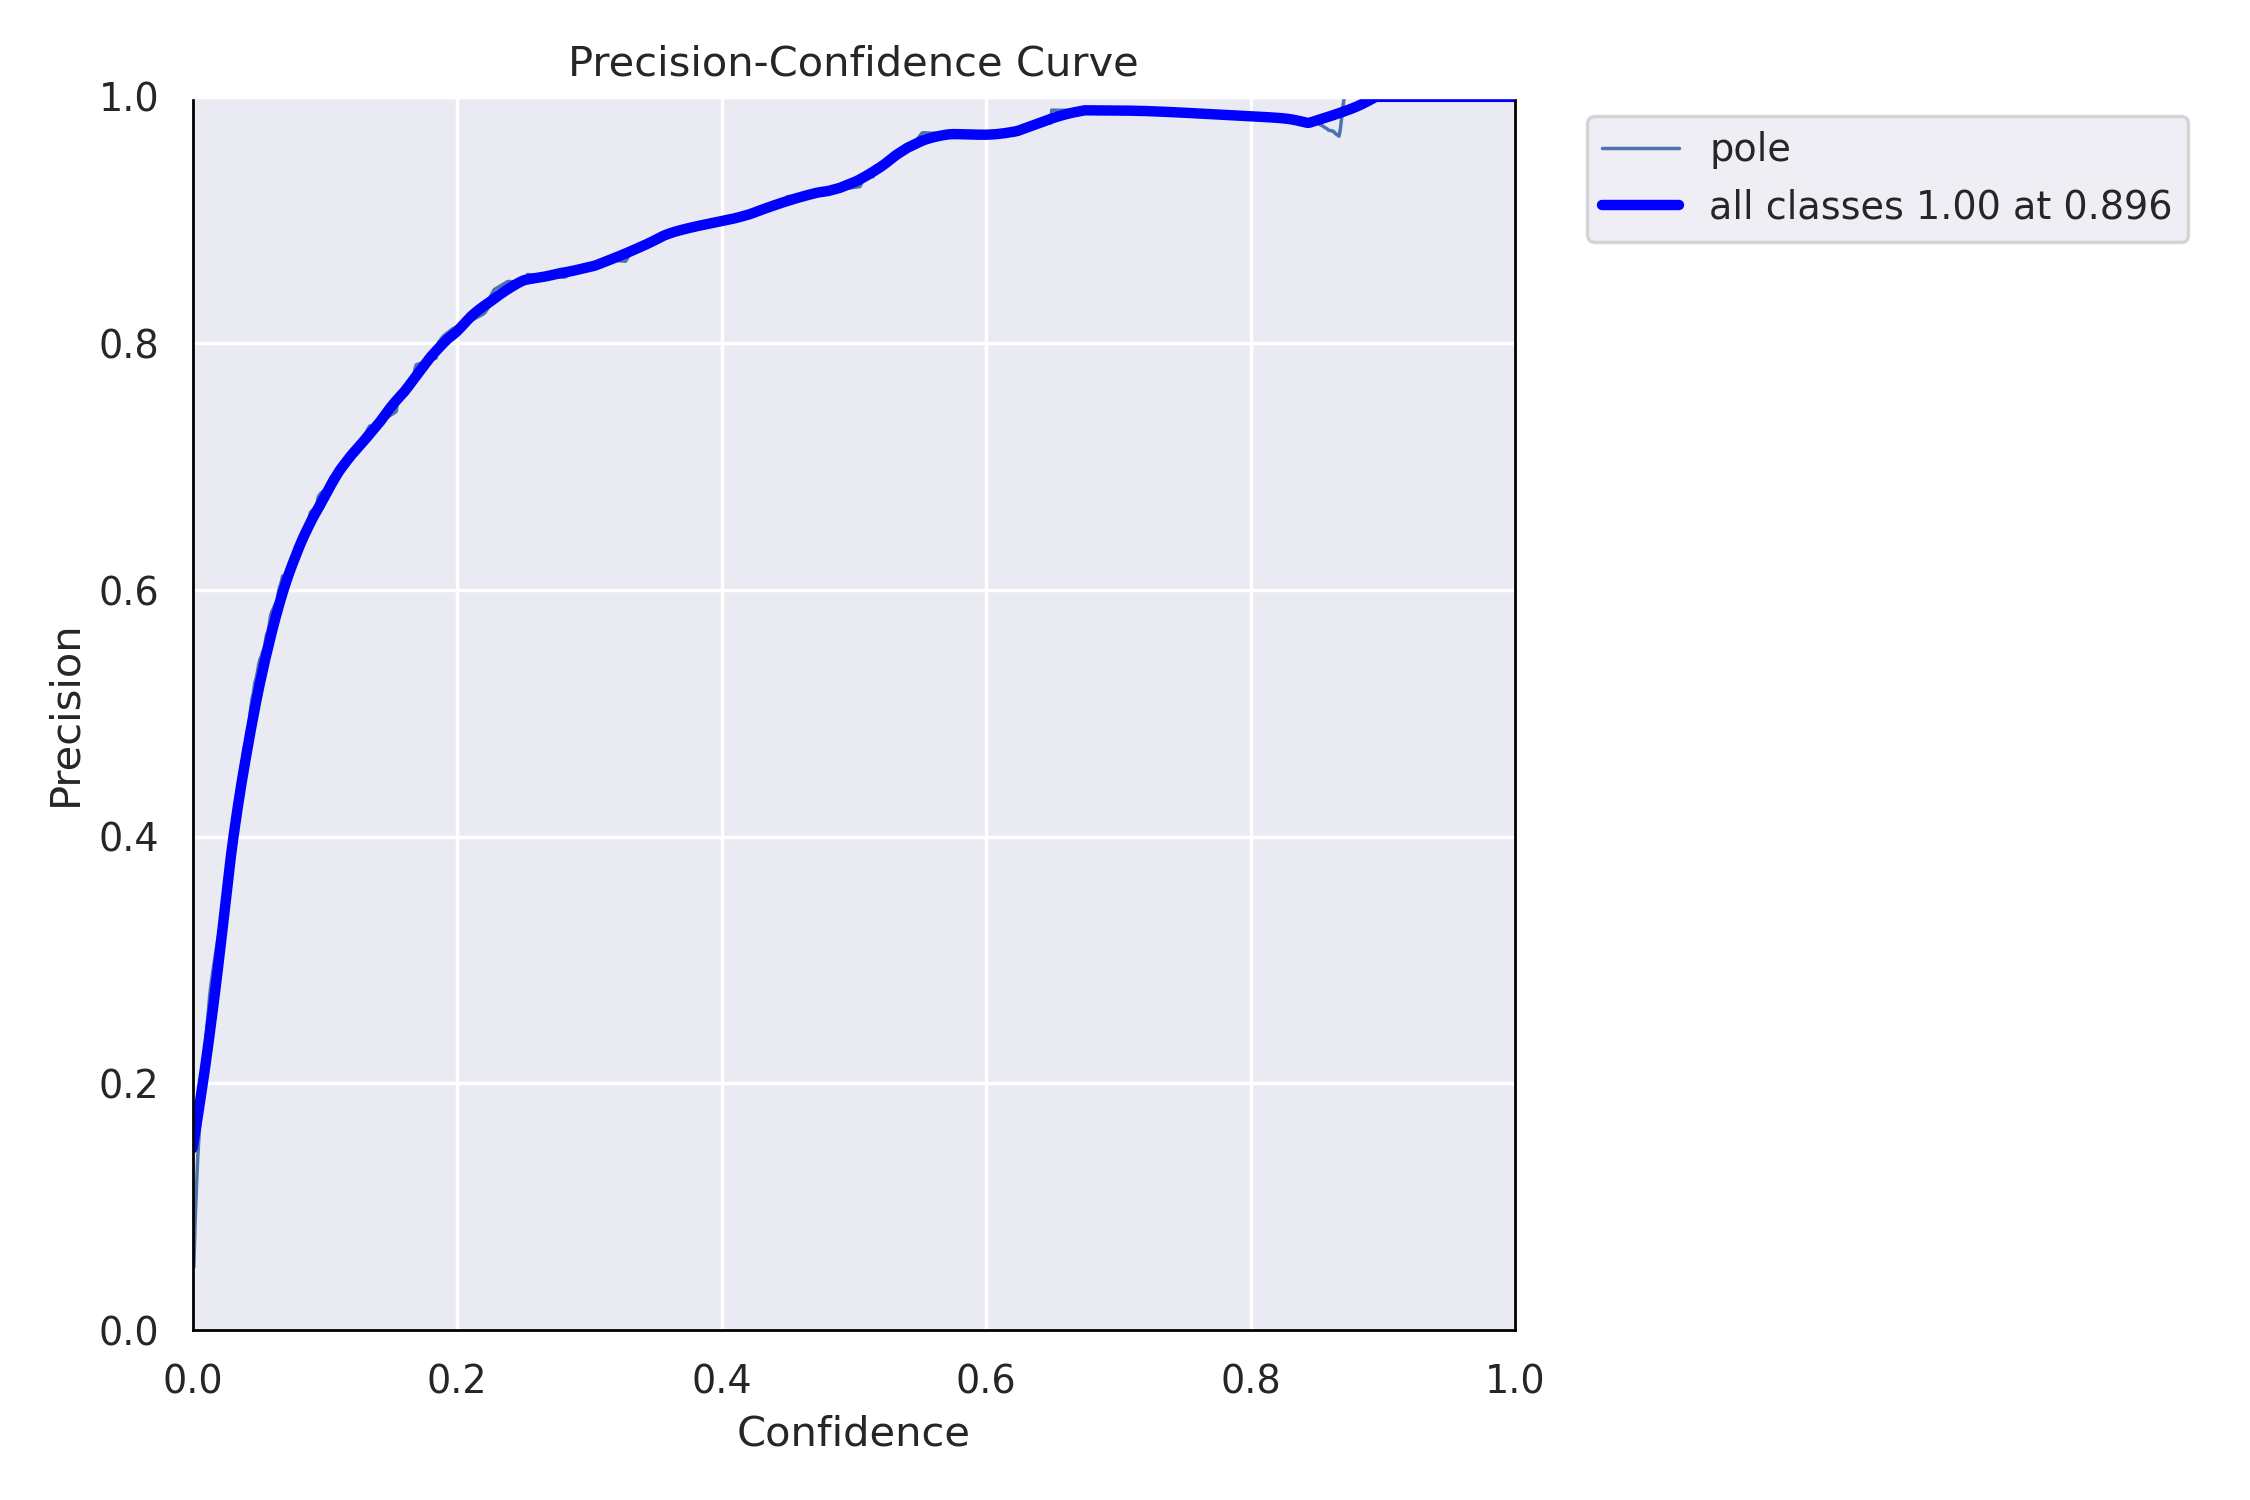 Precision-Confidence Curve
1.0
0.8
0.6
0.4
0.2
0.0
Precision
0.0 0.2 0.4 0.6 0.8 1.0
Confidence
pole
all classes 1.00 at 0.896